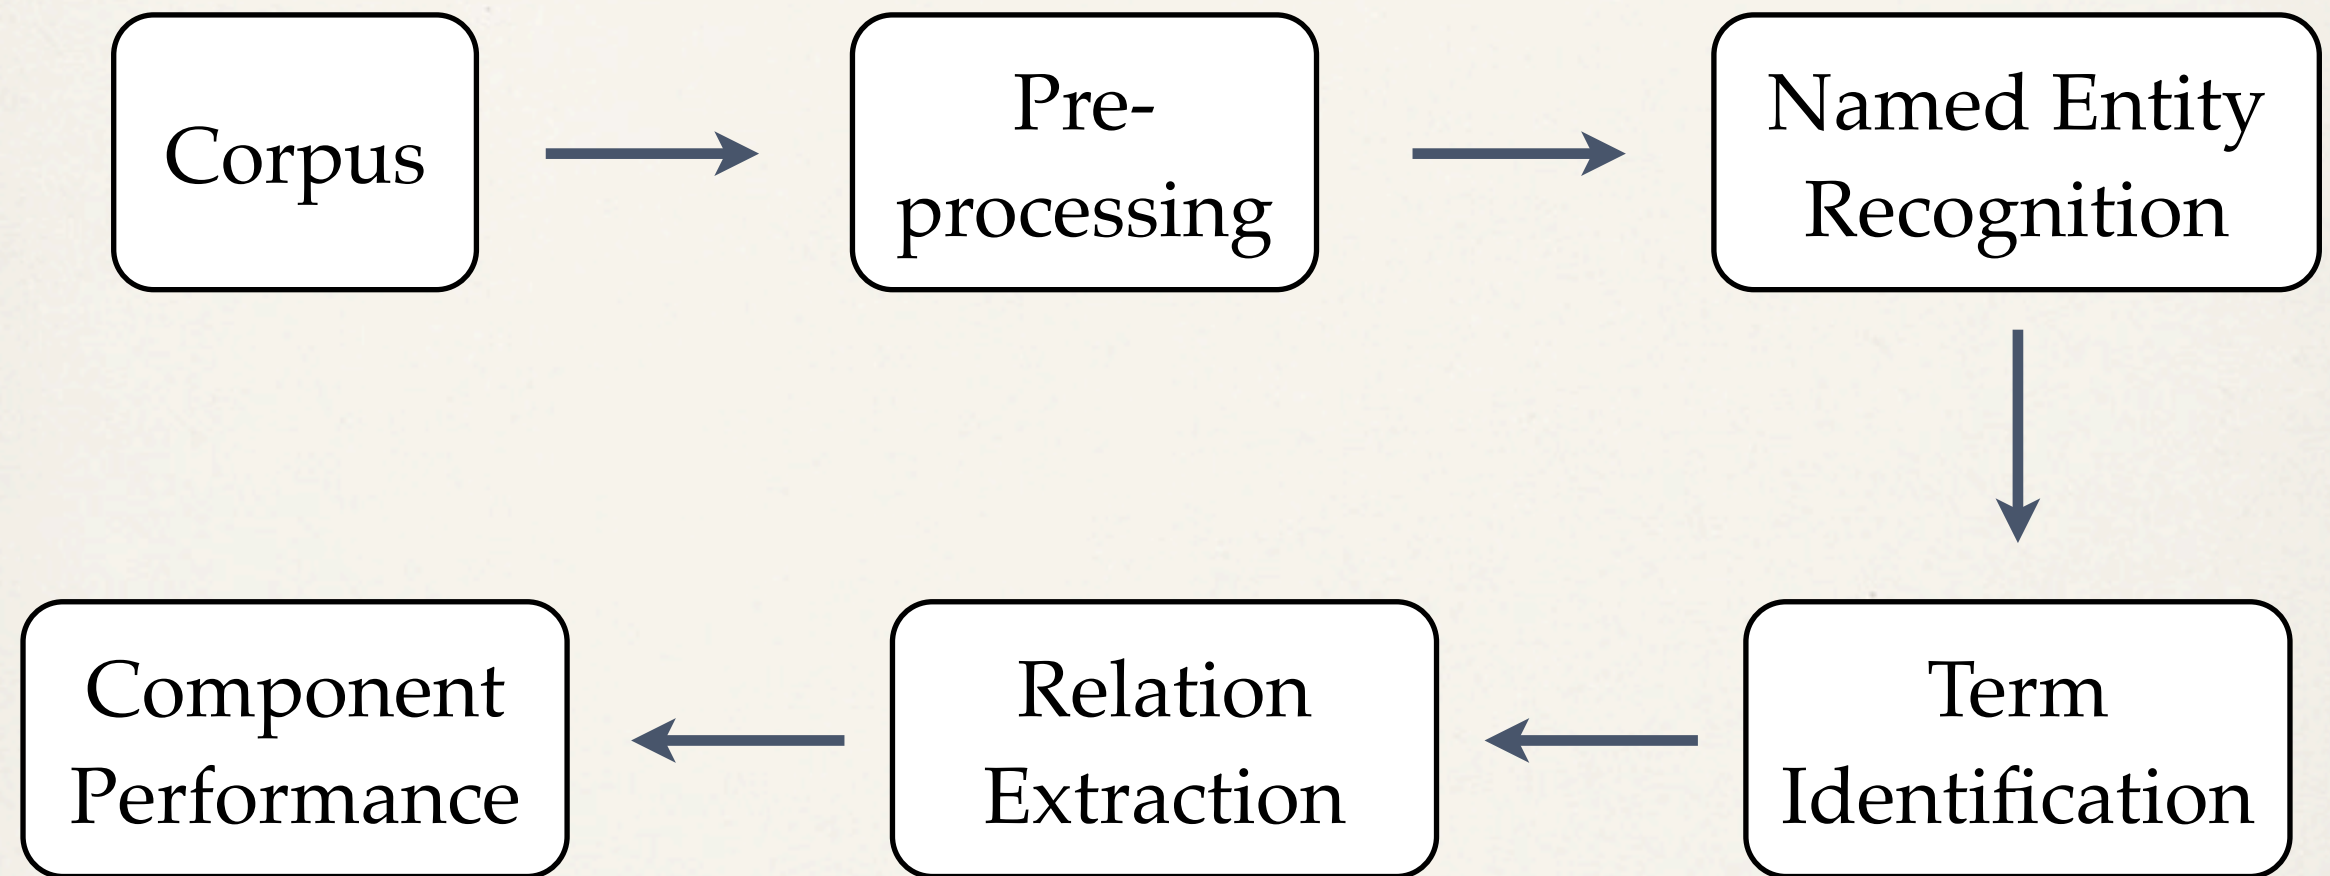 Corpus
Pre-
processing
Named Entity
Recognition
Term
Identification
Relation
Extraction
Component
Performance